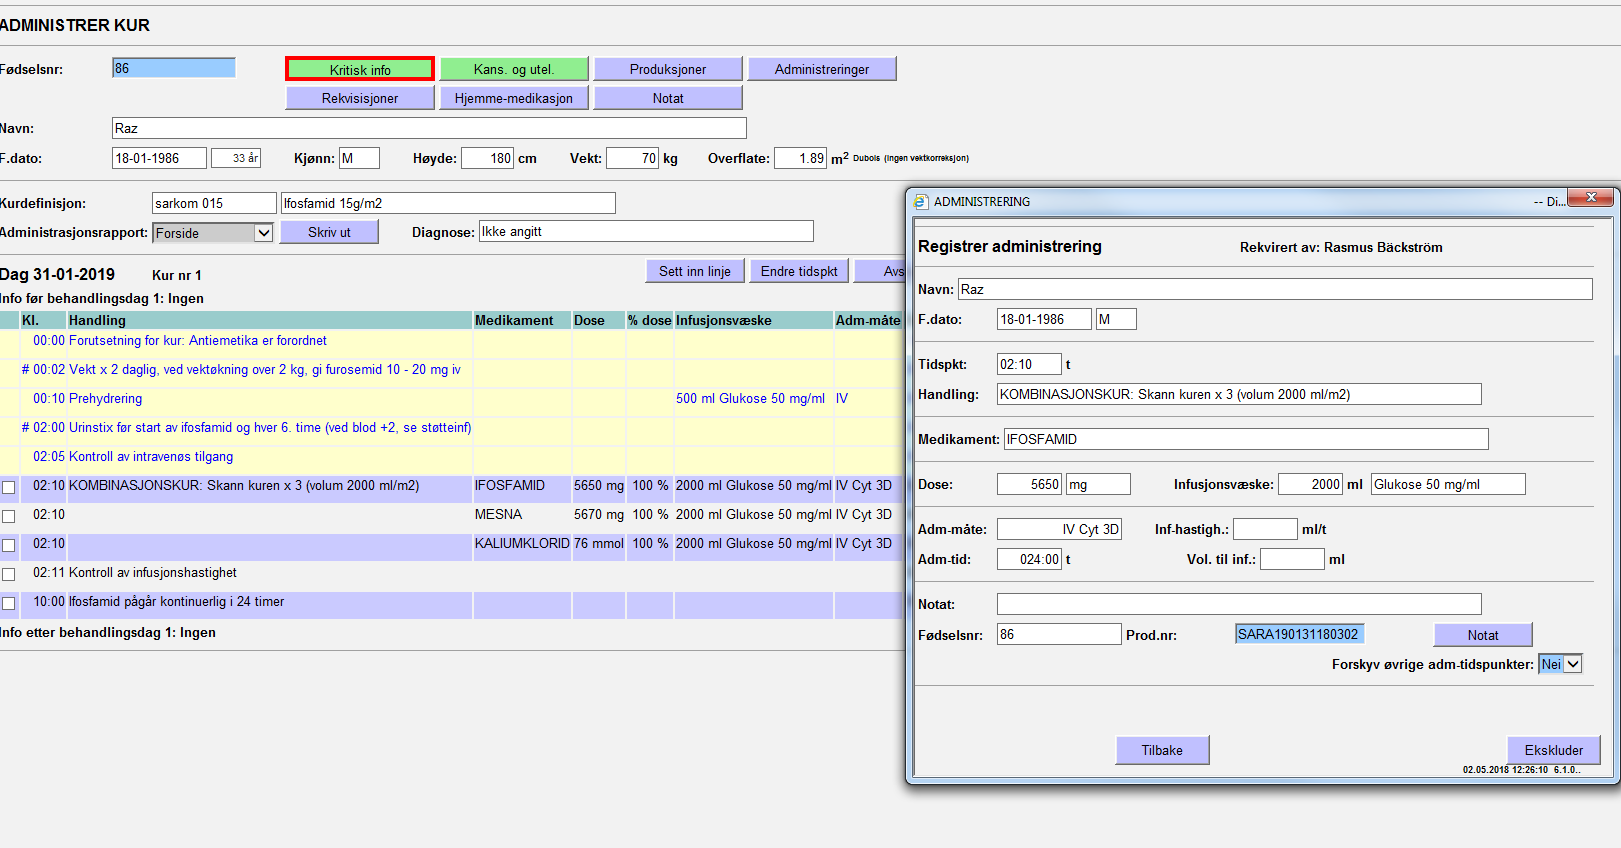 ADMINISTRER KUR
Fødselsnr: 86 Kritisk info Kans. og utel. Produksjoner Administreringer
Rekvisisjoner Hjemme-medikasjon Notat
Navn: Raz
F.dato: 18-01-1986 33 år Kjønn: M Høyde: 180 cm Vekt: 70 kg Overflate: 1.89 m2 Dubois (Ingen vektkorreksjon)
Kurdefinisjon: sarkom 015 Ifosfamid 15g/m2
Administrasjonsrapport: Forside Skriv ut Diagnose: Ikke angitt
Dag 31-01-2019 Kur nr 1 Sett inn linje Endre tidspkt Avs
Info før behandlingsdag 1: Ingen
Kl. Handling Medikament Dose % dose Infusjonsvæske Adm-måte
00:00 Forutsetning for kur: Antiemetika er forordnet
# 00:02 Vekt x 2 daglig, ved vektøkning over 2 kg, gi furosemid 10 - 20 mg iv
00:10 Prehydrering 500 ml Glukose 50 mg/ml IV
# 02:00 Urinstix før start av ifosfamid og hver 6. time (ved blod +2, se støtteinf)
02:05 Kontroll av intravenøs tilgang
02:10 KOMBINASJONSKUR: Skann kuren x 3 (volum 2000 ml/m2) IFOSFAMID 5650 mg 100 % 2000 ml Glukose 50 mg/ml IV Cyt 3D
02:10 MESNA 5670 mg 100 % 2000 ml Glukose 50 mg/ml IV Cyt 3D
02:10 KALIUMKLORID 76 mmol 100 % 2000 ml Glukose 50 mg/ml IV Cyt 3D
02:11 Kontroll av infusjonshastighet
10:00 Ifosfamid pågår kontinuerlig i 24 timer
Info etter behandlingsdag 1: Ingen
ADMINISTRERING -- Di...
Registrer administrering Rekvirert av: Rasmus Bäckström
Navn: Raz
F.dato: 18-01-1986 M
Tidspkt: 02:10 t
Handling: KOMBINASJONSKUR: Skann kuren x 3 (volum 2000 ml/m2)
Medikament: IFOSFAMID
Dose: 5650 mg Infusjonsvæske: 2000 ml Glukose 50 mg/ml
Adm-måte: IV Cyt 3D Inf-hastigh.: ml/t
Adm-tid: 024:00 t Vol. til inf.: ml
Notat:
Fødselsnr: 86 Prod.nr: SARA190131180302 Notat
Forskyv øvrige adm-tidspunkter: Nei
Tilbake Ekskluder
02.05.2018 12:26:10 6.1.0..